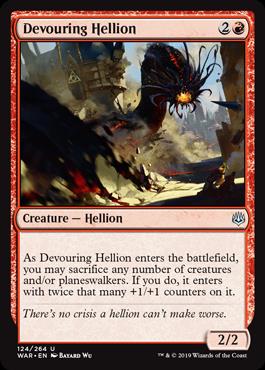 Devouring Hellion 2
Creature — Hellion
As Devouring Hellion enters the battlefield,
you may sacrifice any number of creatures
and/or planeswalkers. If you do, it enters
with twice that many +1/+1 counters on it.
There's no crisis a hellion can't make worse.
2/2
124/264 U
WAR • EN Bayard Wu
™ & © 2019 Wizards of the Coast